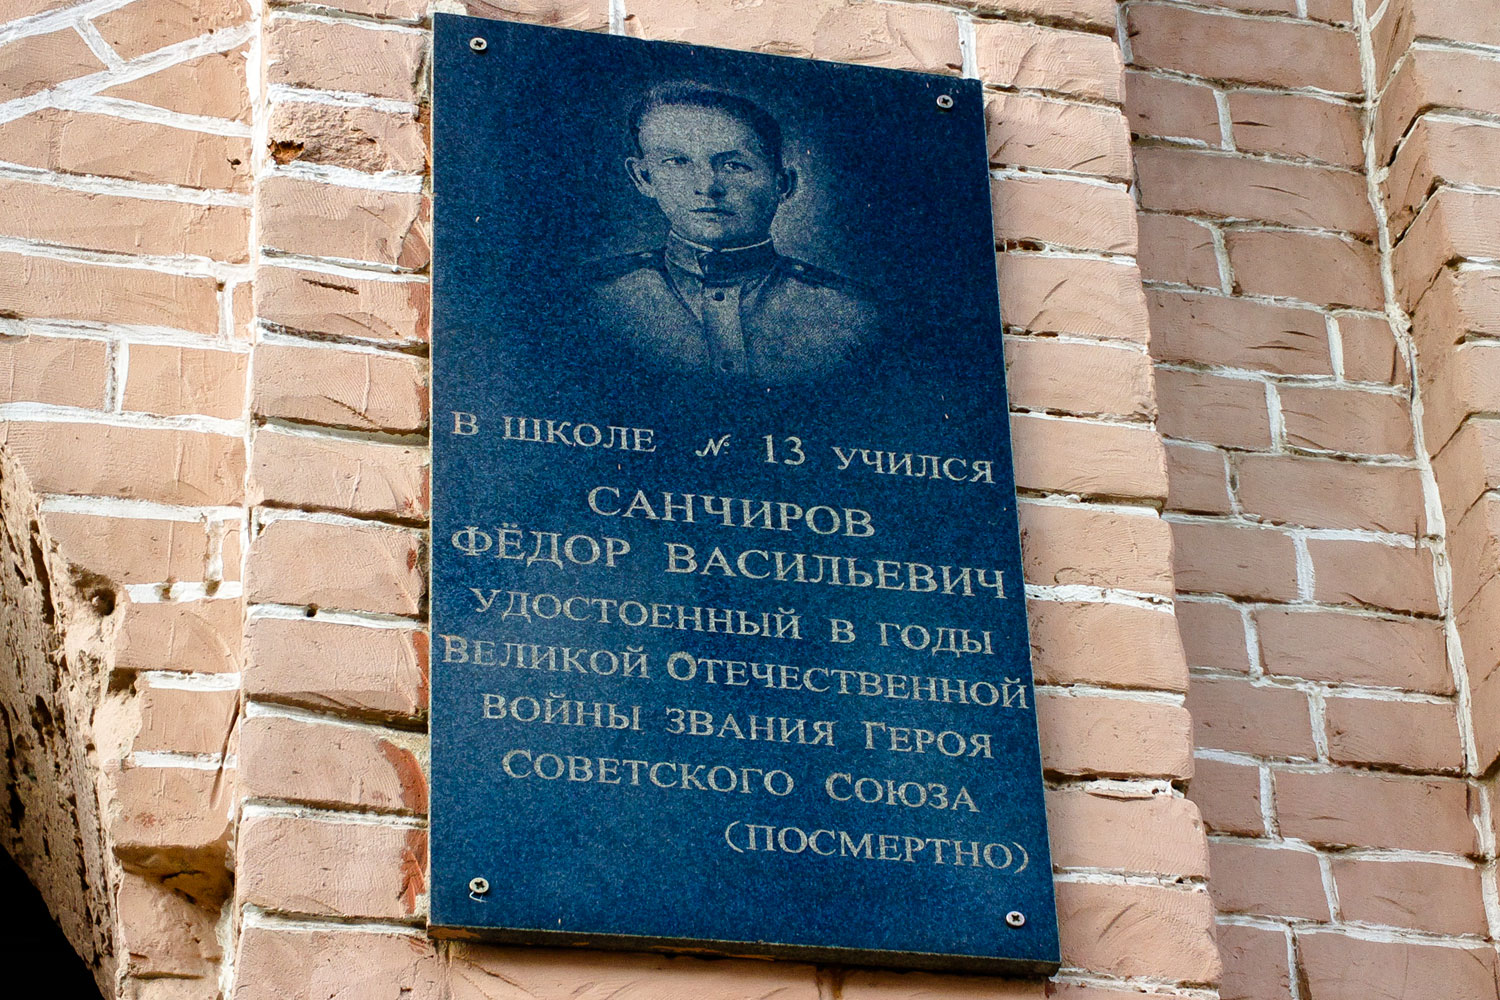 В ШКОЛЕ № 13 УЧИЛСЯ
САНЧИРОВ
ФЁДОР ВАСИЛЬЕВИЧ
УДОСТОЕННЫЙ В ГОДЫ
ВЕЛИКОЙ ОТЕЧЕСТВЕННОЙ
ВОЙНЫ ЗВАНИЯ ГЕРОЯ
СОВЕТСКОГО СОЮЗА
(ПОСМЕРТНО)